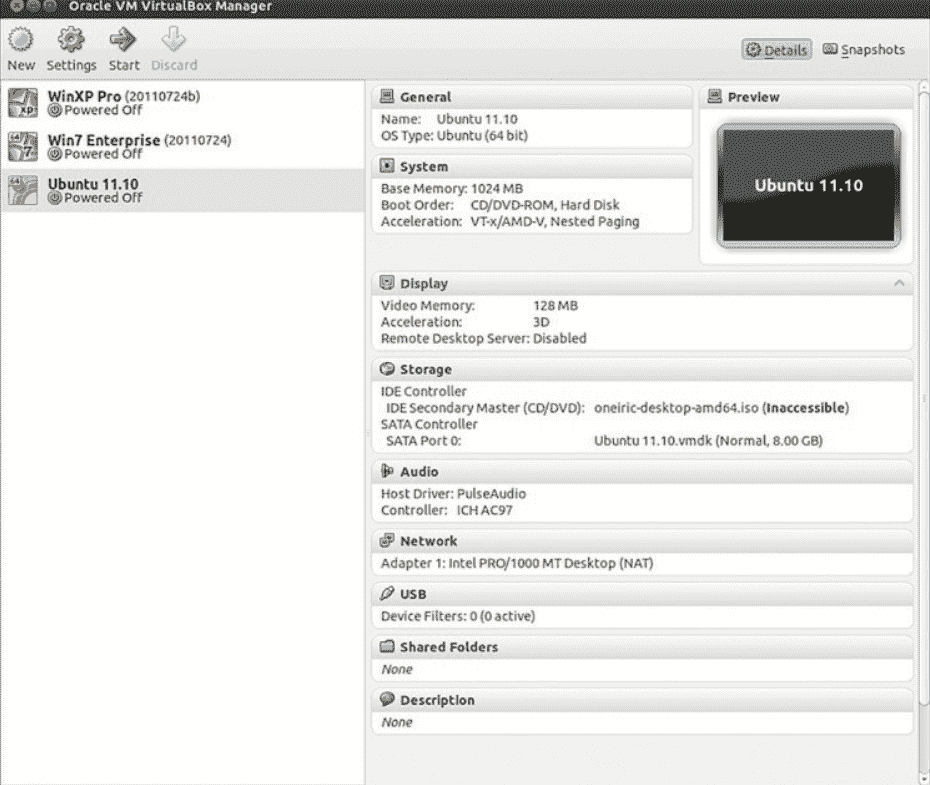 Oracle VM VirtualBox Manager
New Settings Start Discard
Details Snapshots
WinXP Pro (20110724b)
Powered Off
Win7 Enterprise (20110724)
Powered Off
Ubuntu 11.10
Powered Off
General
Name: Ubuntu 11.10
OS Type: Ubuntu (64 bit)
System
Base Memory: 1024 MB
Boot Order: CD/DVD-ROM, Hard Disk
Acceleration: VT-x/AMD-V, Nested Paging
Preview
Ubuntu 11.10
Display
Video Memory: 128 MB
Acceleration: 3D
Remote Desktop Server: Disabled
Storage
IDE Controller
IDE Secondary Master (CD/DVD): oneiric-desktop-amd64.iso (Inaccessible)
SATA Controller
SATA Port 0: Ubuntu 11.10.vmdk (Normal, 8.00 GB)
Audio
Host Driver: PulseAudio
Controller: ICH AC97
Network
Adapter 1: Intel PRO/1000 MT Desktop (NAT)
USB
Device Filters: 0 (0 active)
Shared Folders
None
Description
None